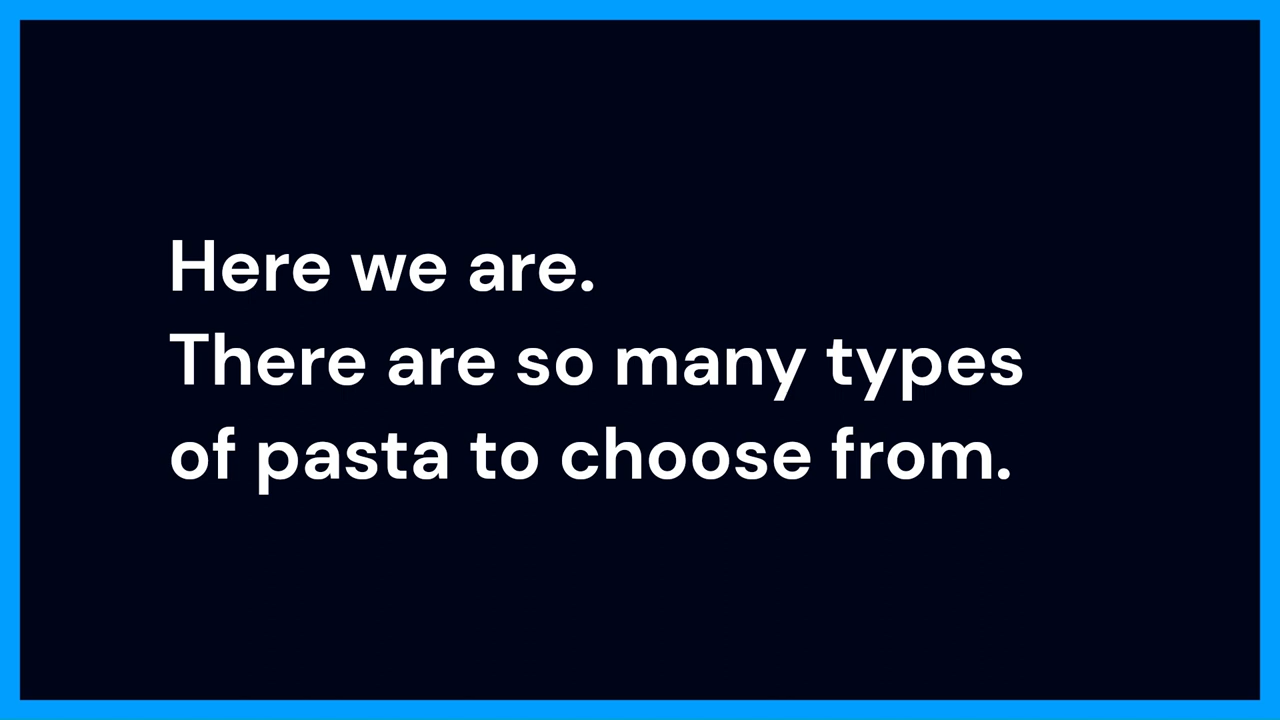 Here we are.
There are so many types
of pasta to choose from.